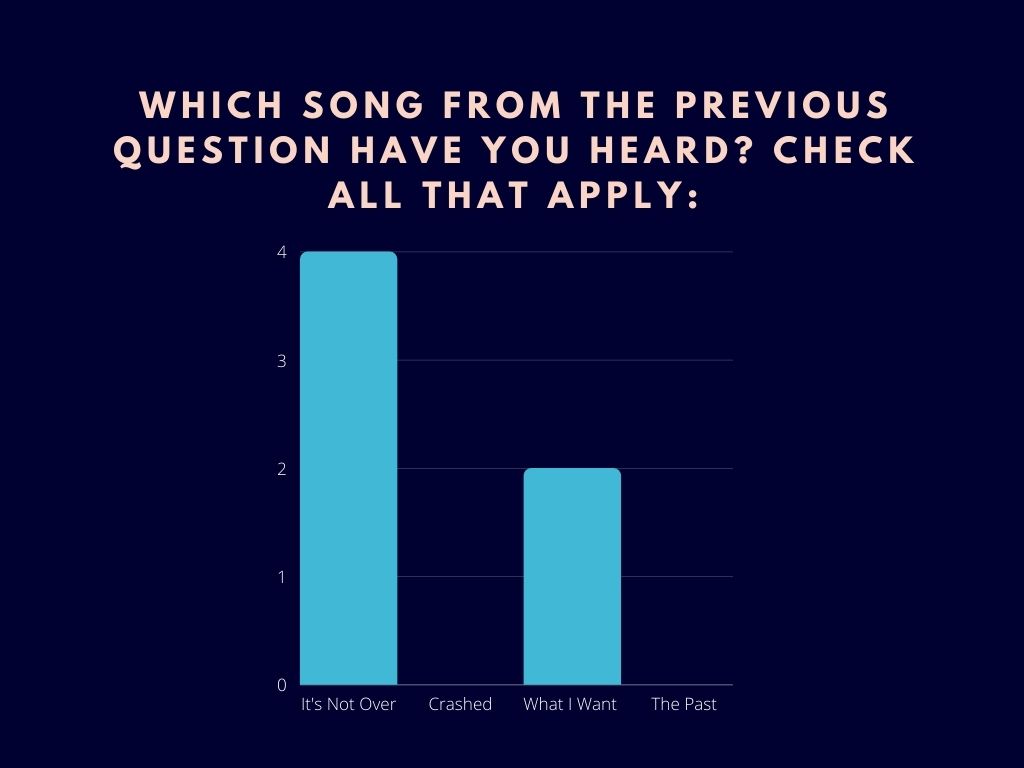 WHICH SONG FROM THE PREVIOUS
QUESTION HAVE YOU HEARD? CHECK
ALL THAT APPLY:
4
3
2
1
0
It's Not Over Crashed What I Want The Past